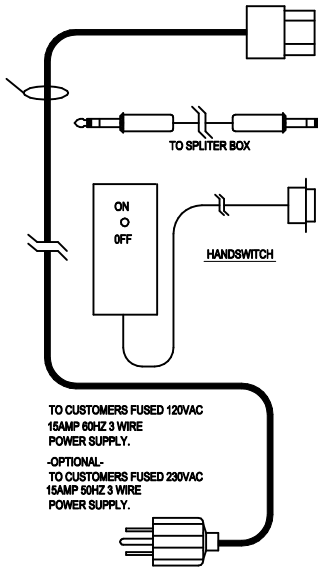 TO SPLITER BOX
ON
OFF
HANDSWITCH
TO CUSTOMERS FUSED 120VAC
15AMP 60HZ 3 WIRE
POWER SUPPLY.
-OPTIONAL-
TO CUSTOMERS FUSED 230VAC
15AMP 50HZ 3 WIRE
POWER SUPPLY.